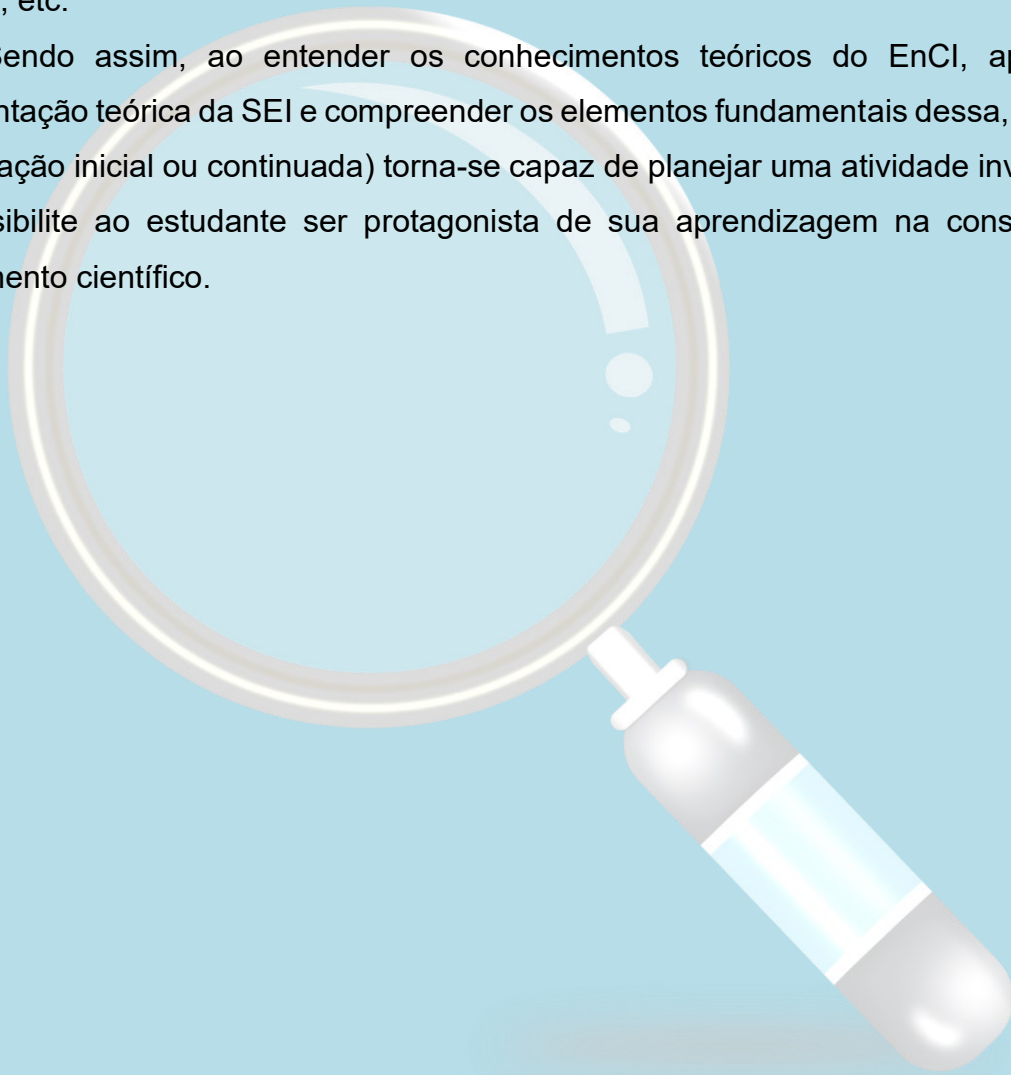 , etc.
Sendo assim, ao entender os conhecimentos teóricos do EnCI, ap
ntação teórica da SEI e compreender os elementos fundamentais dessa,
ação inicial ou continuada) torna-se capaz de planejar uma atividade inv
sibilite ao estudante ser protagonista de sua aprendizagem na cons
ento científico.